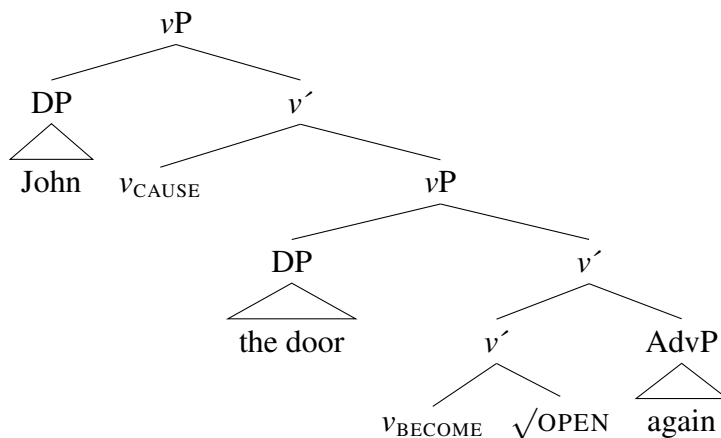 vP
DP v´
John vCAUSE vP
DP v´
the door v´ AdvP
vBECOME √OPEN again